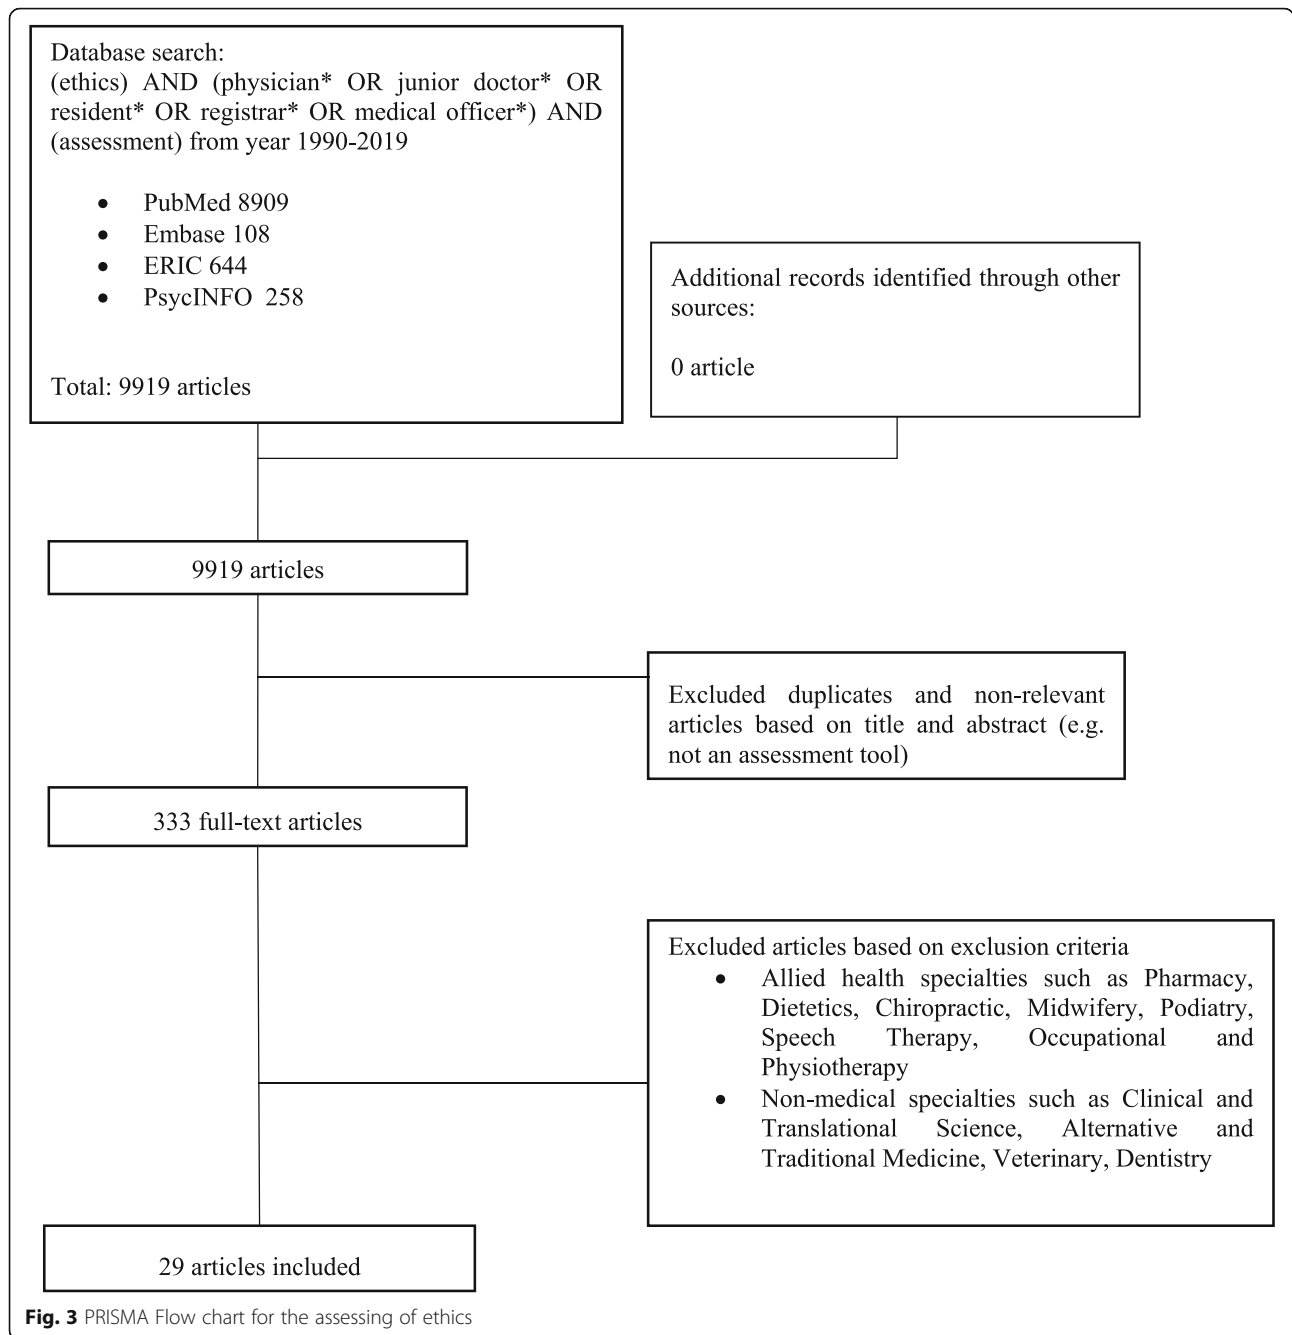 Database search:
(ethics) AND (physician* OR junior doctor* OR
resident* OR registrar* OR medical officer*) AND
(assessment) from year 1990-2019
• PubMed 8909
• Embase 108
• ERIC 644
• PsycINFO 258
Total: 9919 articles
Additional records identified through other
sources:
0 article
9919 articles
Excluded duplicates and non-relevant
articles based on title and abstract (e.g.
not an assessment tool)
333 full-text articles
Excluded articles based on exclusion criteria
• Allied health specialties such as Pharmacy,
Dietetics, Chiropractic, Midwifery, Podiatry,
Speech Therapy, Occupational and
Physiotherapy
• Non-medical specialties such as Clinical and
Translational Science, Alternative and
Traditional Medicine, Veterinary, Dentistry
29 articles included
Fig. 3 PRISMA Flow chart for the assessing of ethics